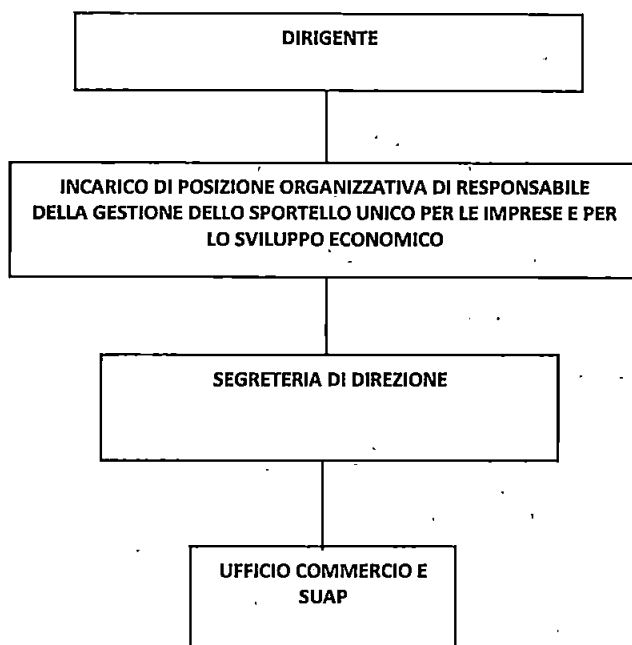 DIRIGENTE
INCARICO DI POSIZIONE ORGANIZZATIVA DI RESPONSABILE
DELLA GESTIONE DELLO SPORTELLO UNICO PER LE IMPRESE E PER
LO SVILUPPO ECONOMICO
SEGRETERIA DI DIREZIONE
UFFICIO COMMERCIO E
SUAP